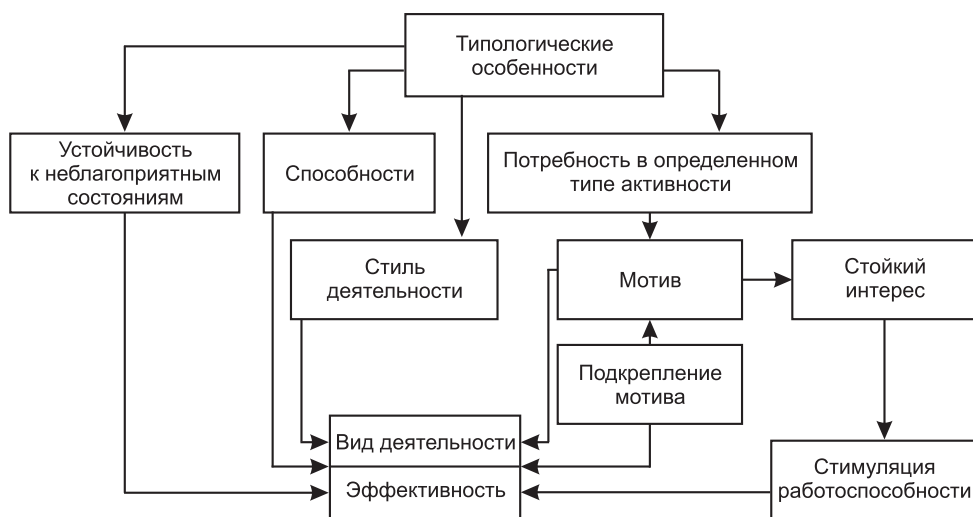 Типологические
особенности
Устойчивость
к неблагоприятным
состояниям
Способности
Потребность в определенном
типе активности
Стиль
деятельности
Мотив
Стойкий
интерес
Подкрепление
мотива
Вид деятельности
Эффективность
Стимуляция
работоспособности